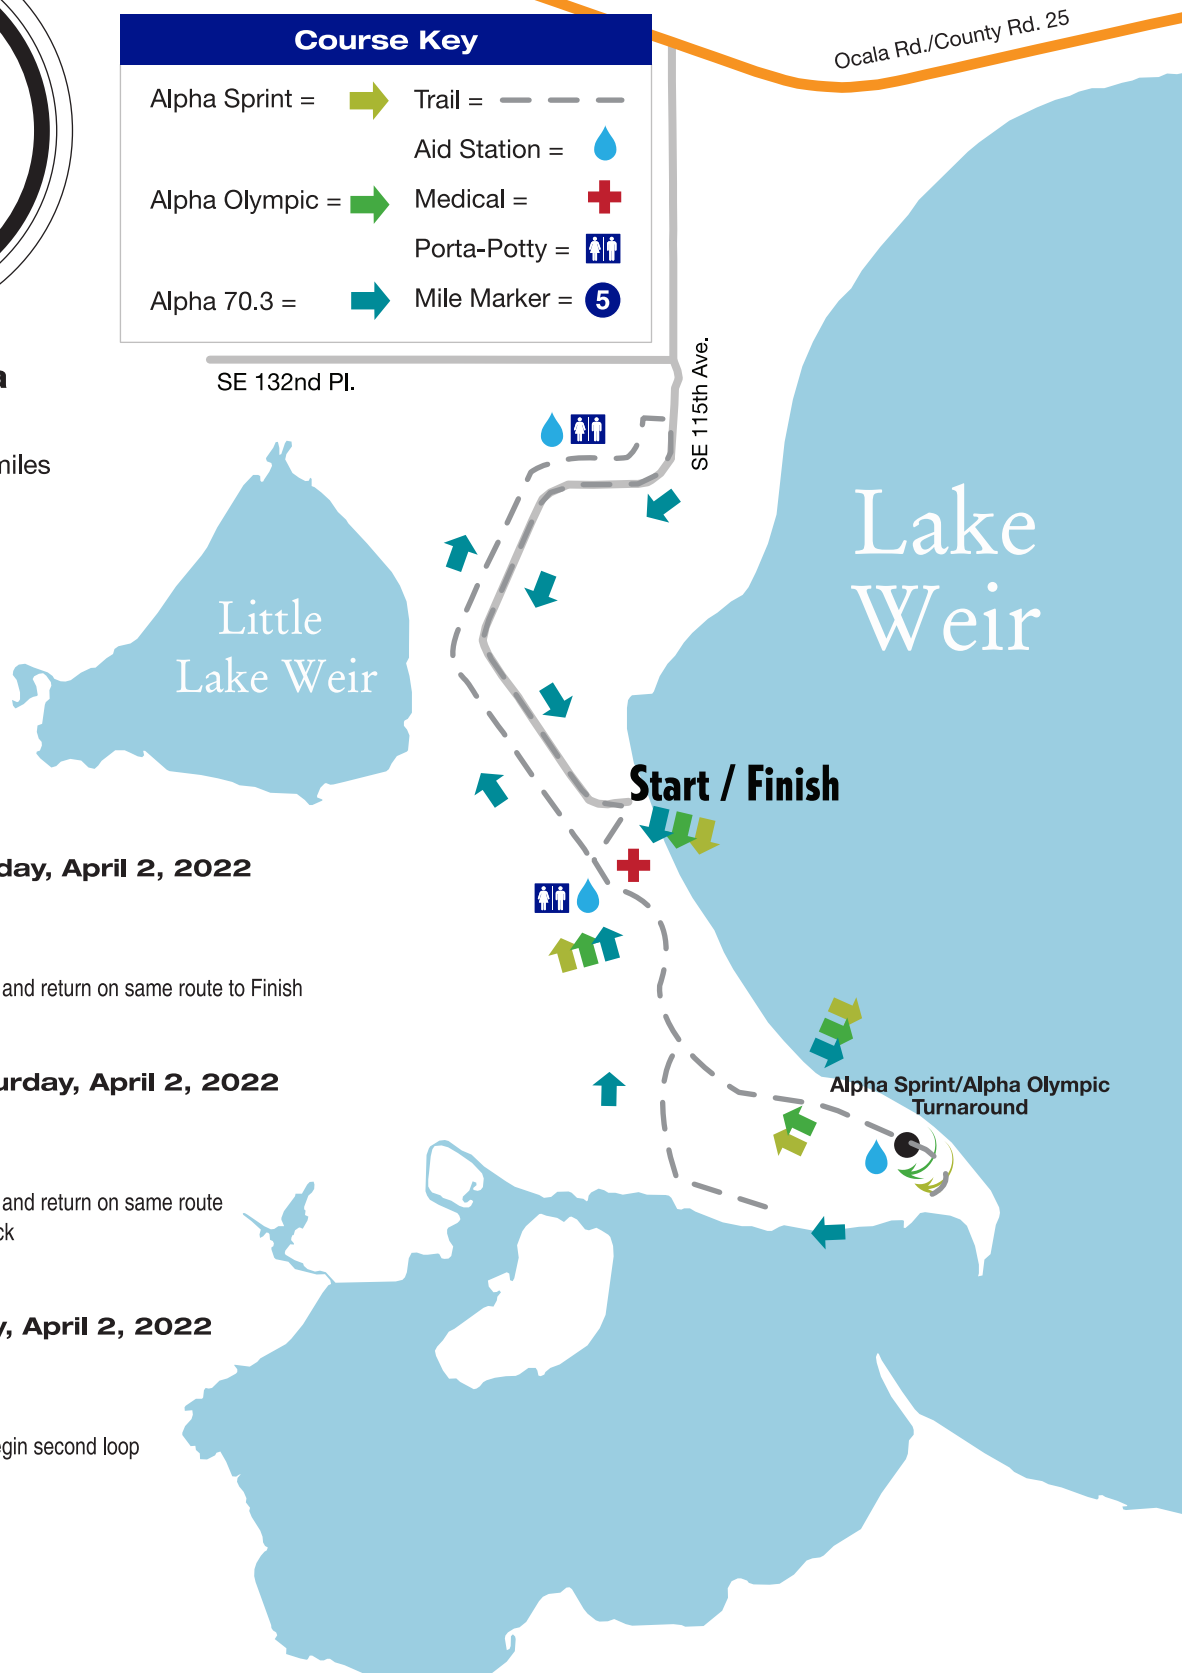 Course Key
Alpha Sprint =
Trail =
Aid Station =
Alpha Olympic =
Medical =
Porta-Potty =
Alpha 70.3 =
Mile Marker = 5
Ocala Rd./County Rd. 25
SE 132nd Pl.
SE 115th Ave.
a
miles
Lake
Weir
Little
Lake Weir
Start / Finish
day, April 2, 2022
and return on same route to Finish
urday, April 2, 2022
Alpha Sprint/Alpha Olympic
Turnaround
and return on same route
ck
y, April 2, 2022
egin second loop